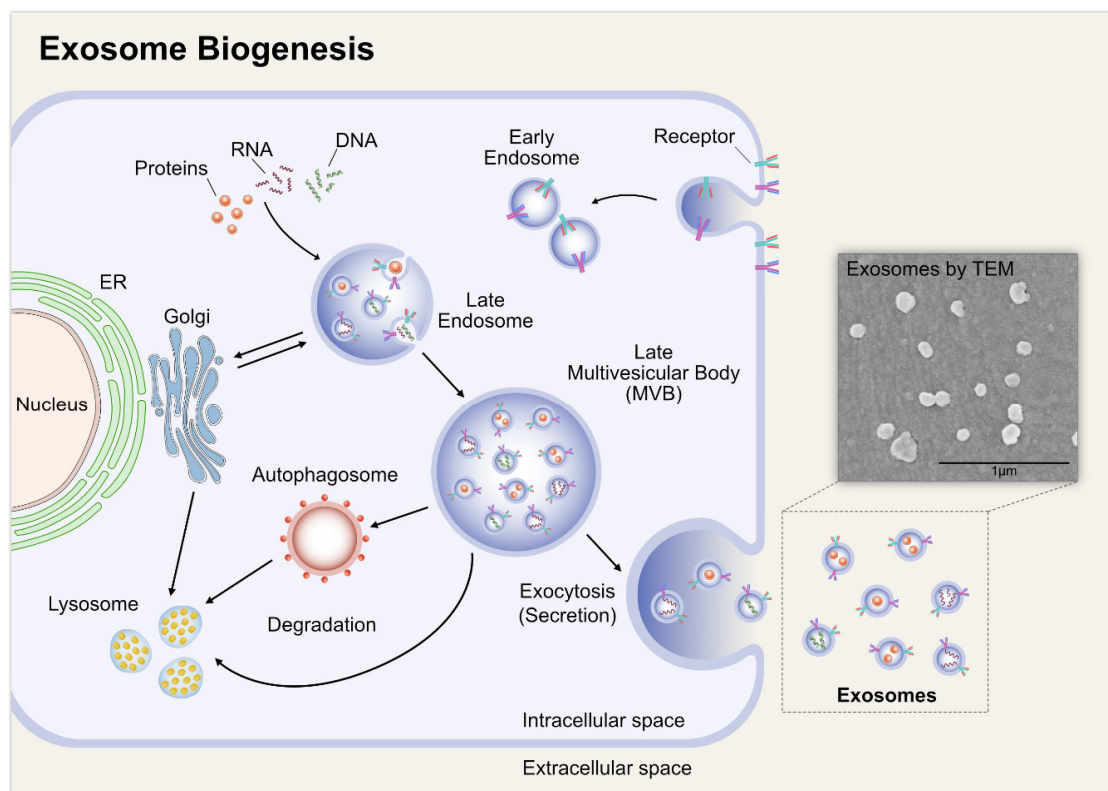 Exosome Biogenesis
Proteins
RNA
DNA
Early
Endosome
Receptor
ER
Golgi
Nucleus
Late
Endosome
Late
Multivesicular Body
(MVB)
Exosomes by TEM
1μm
Autophagosome
Lysosome
Degradation
Exocytosis
(Secretion)
Exosomes
Intracellular space
Extracellular space